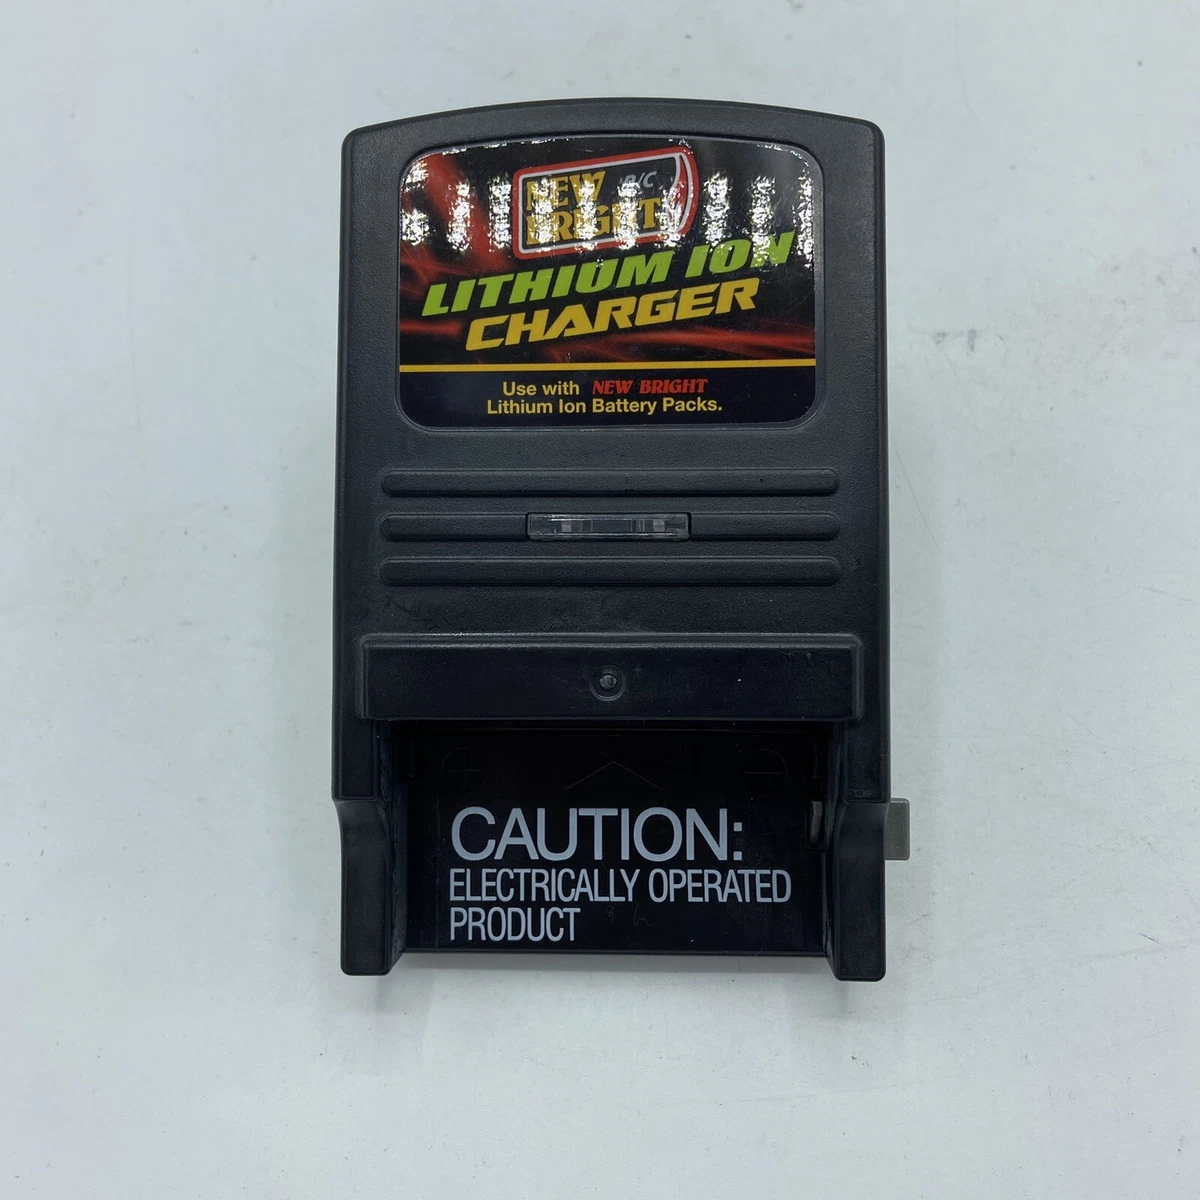 NEW R/C
BRIGHT
LITHIUM ION
CHARGER
Use with NEW BRIGHT
Lithium Ion Battery Packs.
CAUTION:
ELECTRICALLY OPERATED
PRODUCT